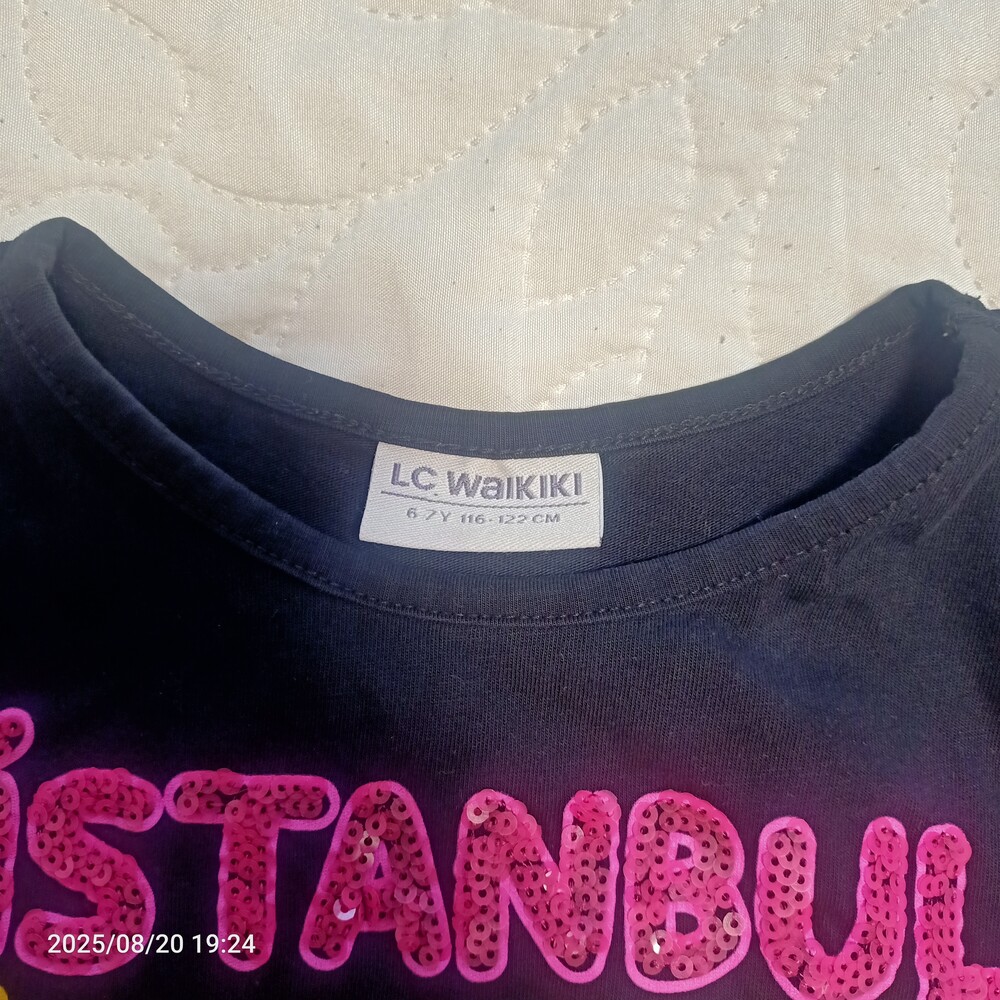 LC WAIKIKI
6-7Y 116-122 CM
İSTANBUL
2025/08/20 19:24